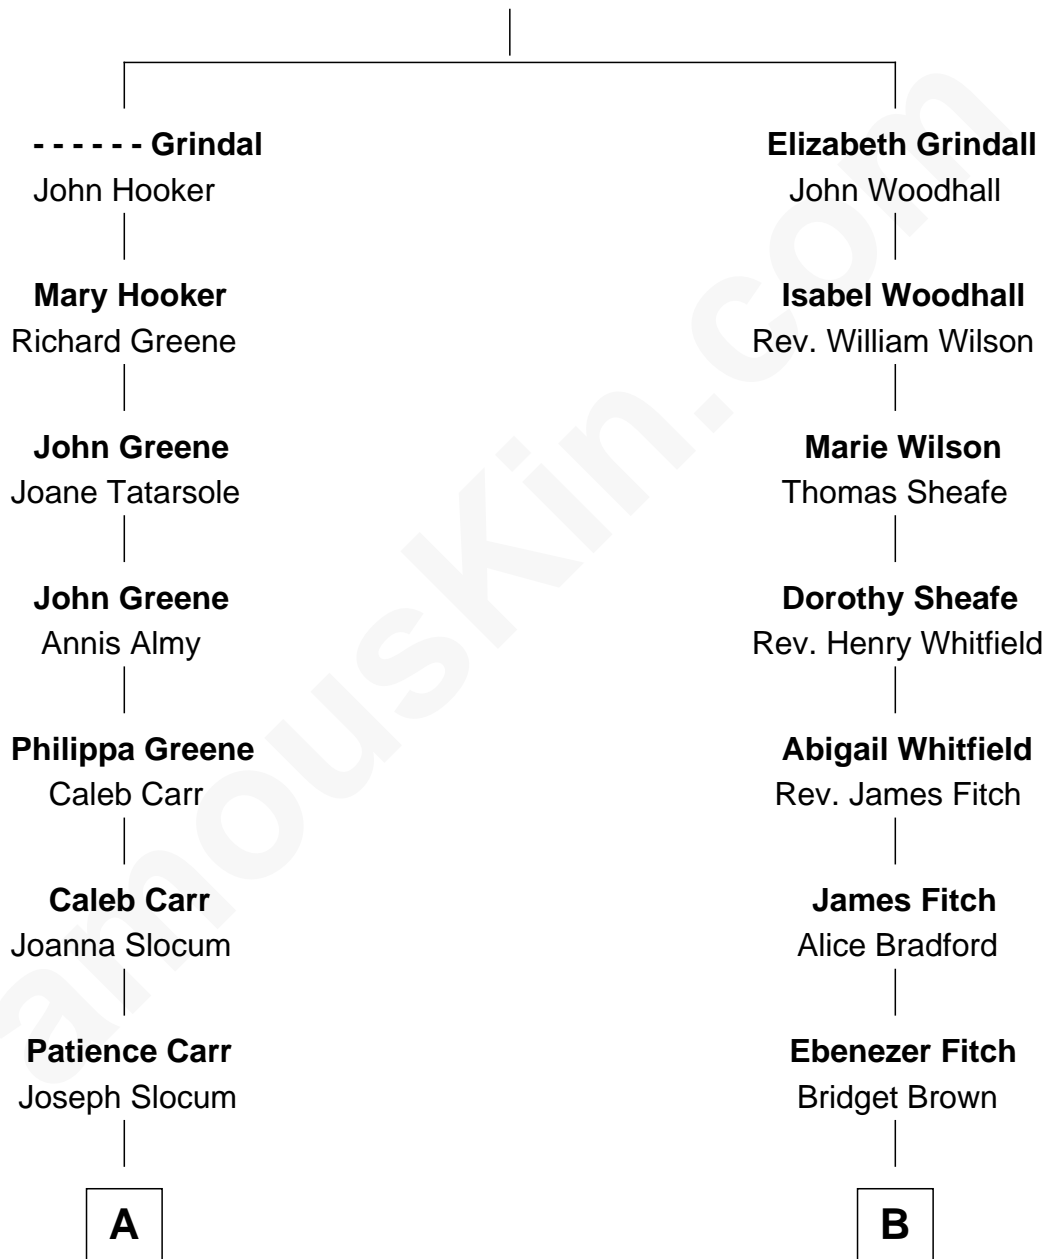 - - - - - - Grindal
John Hooker
Mary Hooker
Richard Greene
John Greene
Joane Tatarsole
John Greene
Annis Almy
Philippa Greene
Caleb Carr
Caleb Carr
Joanna Slocum
Patience Carr
Joseph Slocum
A
Elizabeth Grindall
John Woodhall
Isabel Woodhall
Rev. William Wilson
Marie Wilson
Thomas Sheafe
Dorothy Sheafe
Rev. Henry Whitfield
Abigail Whitfield
Rev. James Fitch
James Fitch
Alice Bradford
Ebenezer Fitch
Bridget Brown
B
amouskin.com